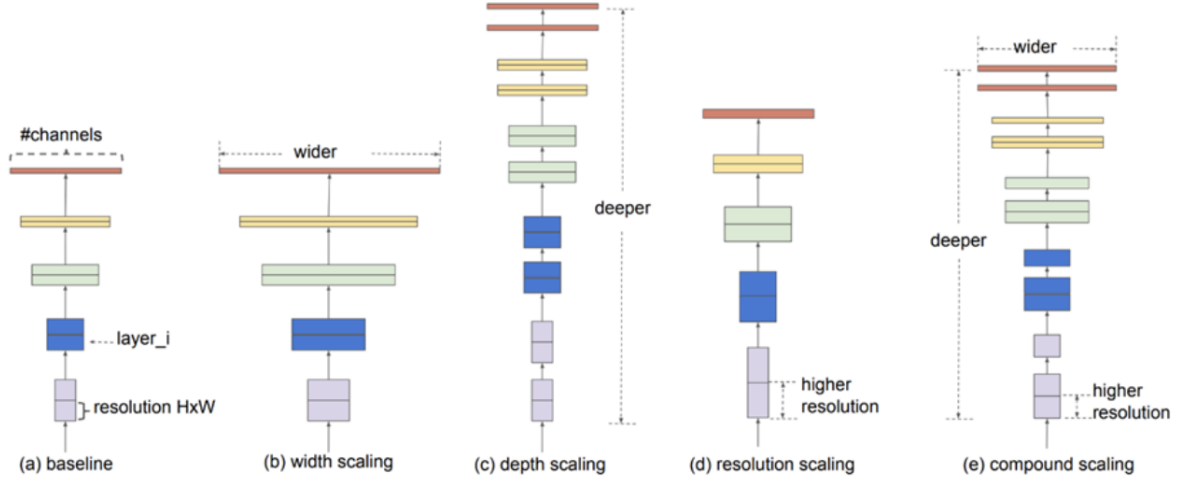 #channels
layer_i
resolution HxW
(a) baseline
wider
(b) width scaling
deeper
(c) depth scaling
higher
resolution
(d) resolution scaling
wider
deeper
higher
resolution
(e) compound scaling